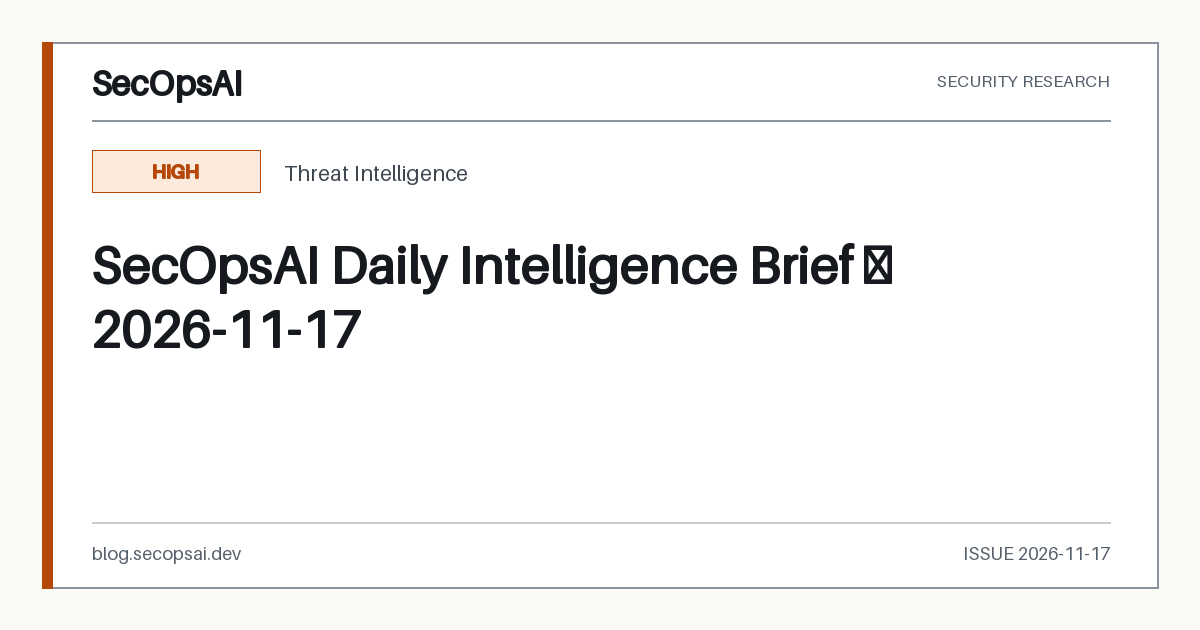 SecOpsAI
SECURITY RESEARCH
HIGH
Threat Intelligence
SecOpsAI Daily Intelligence Brief
2026-11-17
blog.secopsai.dev
ISSUE 2026-11-17